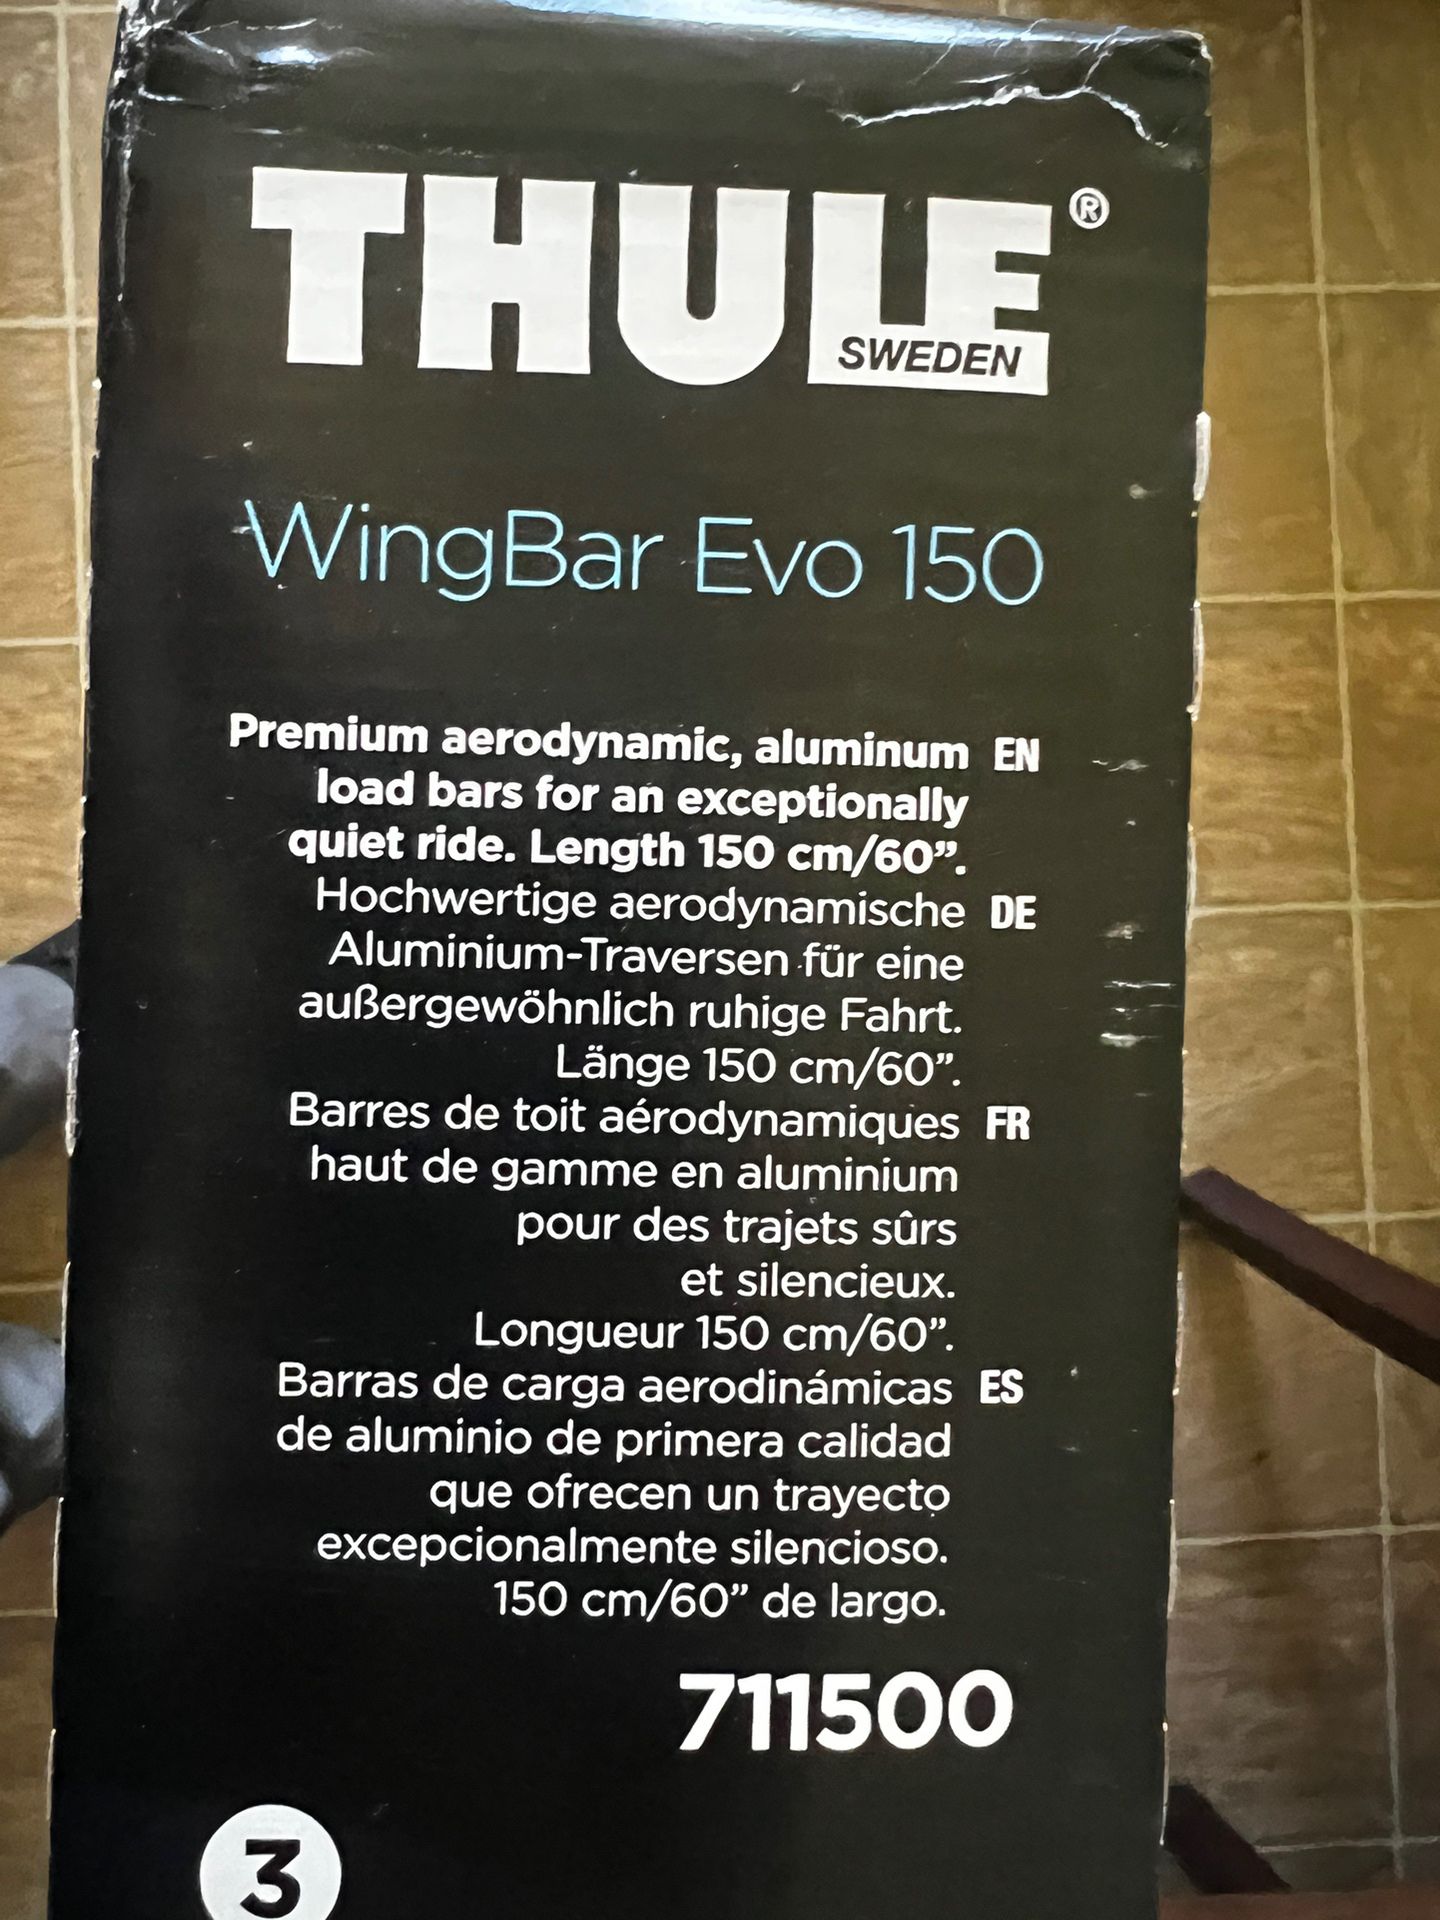 THULE®
SWEDEN
WingBar Evo 150
Premium aerodynamic, aluminum EN
load bars for an exceptionally
quiet ride. Length 150 cm/60”.
Hochwertige aerodynamische DE
Aluminium-Traversen für eine
außergewöhnlich ruhige Fahrt.
Länge 150 cm/60”.
Barres de toit aérodynamiques FR
haut de gamme en aluminium
pour des trajets sûrs
et silencieux.
Longueur 150 cm/60”.
Barras de carga aerodinámicas ES
de aluminio de primera calidad
que ofrecen un trayecto
excepcionalmente silencioso.
150 cm/60” de largo.
711500
3